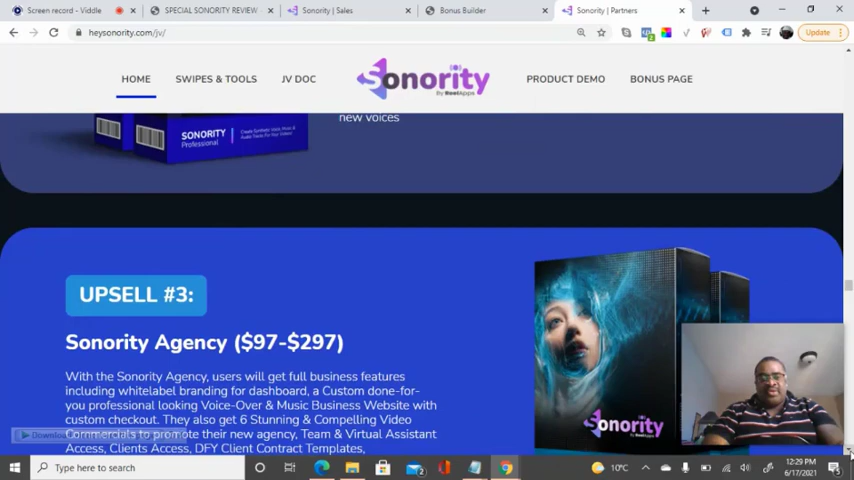 Screen record - Viddle
SPECIAL SONORITY REVIEW -
Sonority | Sales
Bonus Builder
Sonority | Partners
heysonority.com/jv/
Update
HOME
SWIPES & TOOLS
JV DOC
Sonority
By ReelApps
PRODUCT DEMO
BONUS PAGE
new voices
SONORITY
Professional
UPSELL #3:
Sonority Agency ($97-$297)
With the Sonority Agency, users will get full business features
including whitelabel branding for dashboard, a Custom done-for-
you professional looking Voice-Over & Music Business Website with
custom checkout. They also get 6 Stunning & Compelling Video
Commercials to promote their new agency, Team & Virtual Assistant
Access, Clients Access, DFY Client Contract Templates,
Sonority
Type here to search
10°C
12:29 PM
6/17/2021